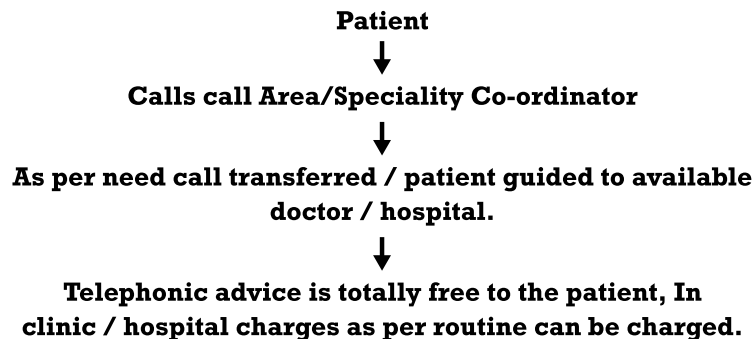 Patient
Calls call Area/Speciality Co-ordinator
As per need call transferred / patient guided to available
doctor / hospital.
Telephonic advice is totally free to the patient, In
clinic / hospital charges as per routine can be charged.